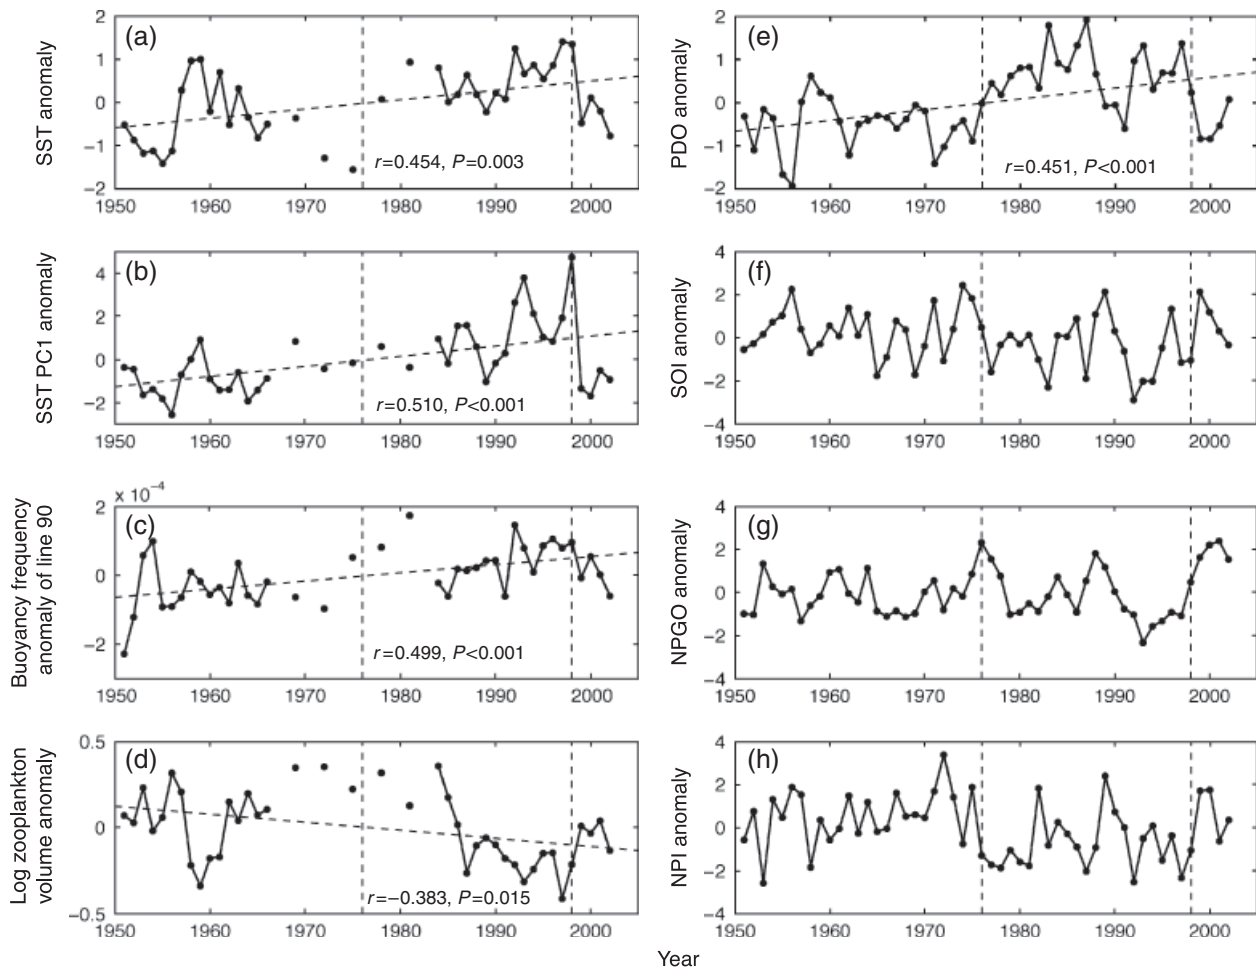 (a)
SST anomaly
2
1
0
−1
−2
r=0.454, P=0.003
1950 1960 1970 1980 1990 2000
(e)
PDO anomaly
2
1
0
−1
−2
r=0.451, P<0.001
1950 1960 1970 1980 1990 2000
(b)
SST PC1 anomaly
4
2
0
−2
r=0.510, P<0.001
1950 1960 1970 1980 1990 2000
(f)
SOI anomaly
4
2
0
−2
−4
1950 1960 1970 1980 1990 2000
x 10−4
(c)
Buoyancy frequency
anomaly of line 90
2
0
−2
r=0.499, P<0.001
1950 1960 1970 1980 1990 2000
(g)
NPGO anomaly
4
2
0
−2
−4
1950 1960 1970 1980 1990 2000
(d)
Log zooplankton
volume anomaly
0.5
0
−0.5
r=−0.383, P=0.015
1950 1960 1970 1980 1990 2000
(h)
NPI anomaly
4
2
0
−2
−4
1950 1960 1970 1980 1990 2000
Year